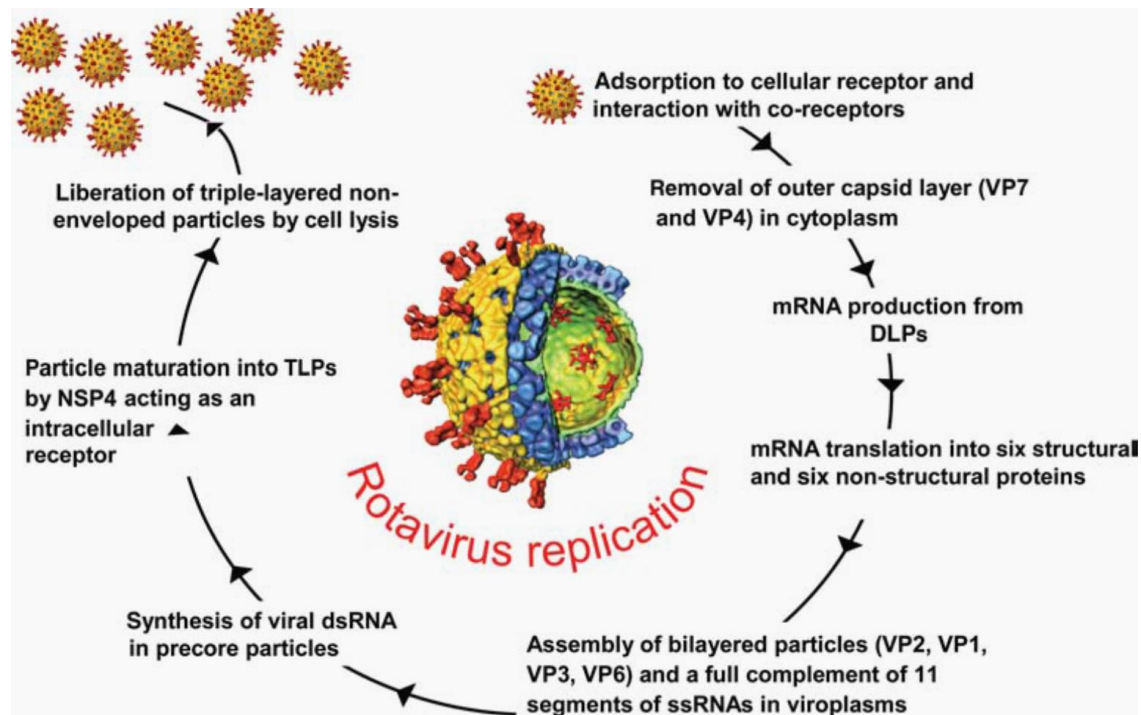 Adsorption to cellular receptor and
interaction with co-receptors
Removal of outer capsid layer (VP7
and VP4) in cytoplasm
mRNA production from
DLPs
mRNA translation into six structural
and six non-structural proteins
Assembly of bilayered particles (VP2, VP1,
VP3, VP6) and a full complement of 11
segments of ssRNAs in viroplasms
Synthesis of viral dsRNA
in precore particles
Particle maturation into TLPs
by NSP4 acting as an
intracellular
receptor
Liberation of triple-layered non-
enveloped particles by cell lysis
Rotavirus replication